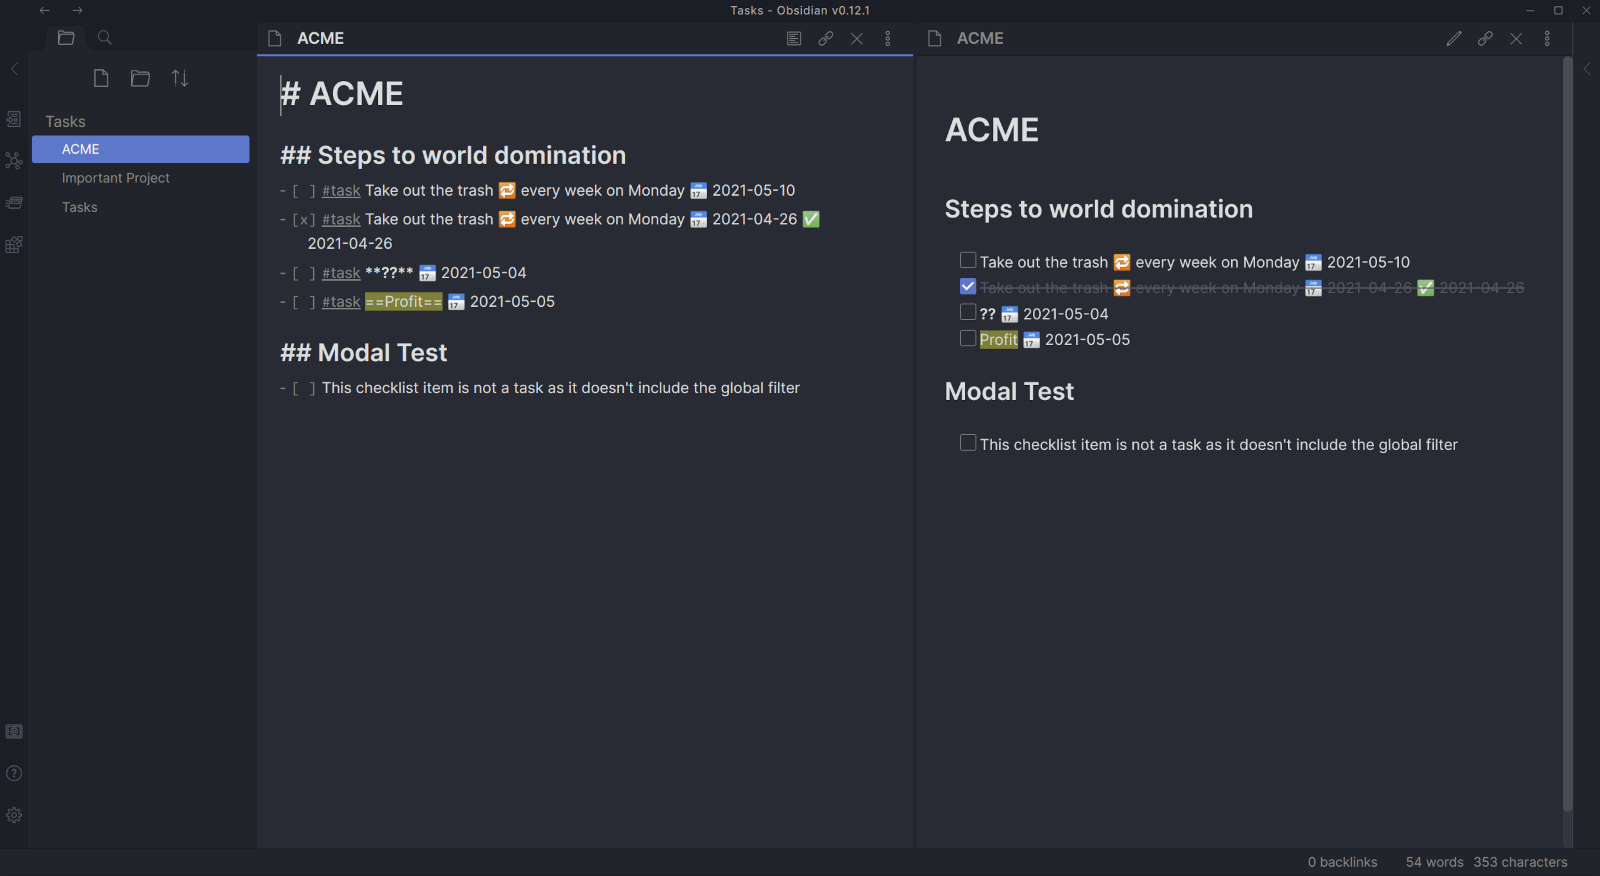 Tasks - Obsidian v0.12.1
ACME
ACME
Tasks
ACME
Important Project
Tasks
# ACME
## Steps to world domination
- [ ] #task Take out the trash 🔁 every week on Monday 📅 2021-05-10
- [x] #task Take out the trash 🔁 every week on Monday 📅 2021-04-26 ✅
2021-04-26
- [ ] #task **??** 📅 2021-05-04
- [ ] #task ==Profit== 📅 2021-05-05
## Modal Test
- [ ] This checklist item is not a task as it doesn't include the global filter
ACME
Steps to world domination
Take out the trash 🔁 every week on Monday 📅 2021-05-10
Take out the trash 🔁 every week on Monday 📅 2021-04-26 ✅ 2021-04-26
?? 📅 2021-05-04
Profit 📅 2021-05-05
Modal Test
This checklist item is not a task as it doesn't include the global filter
0 backlinks 54 words 353 characters